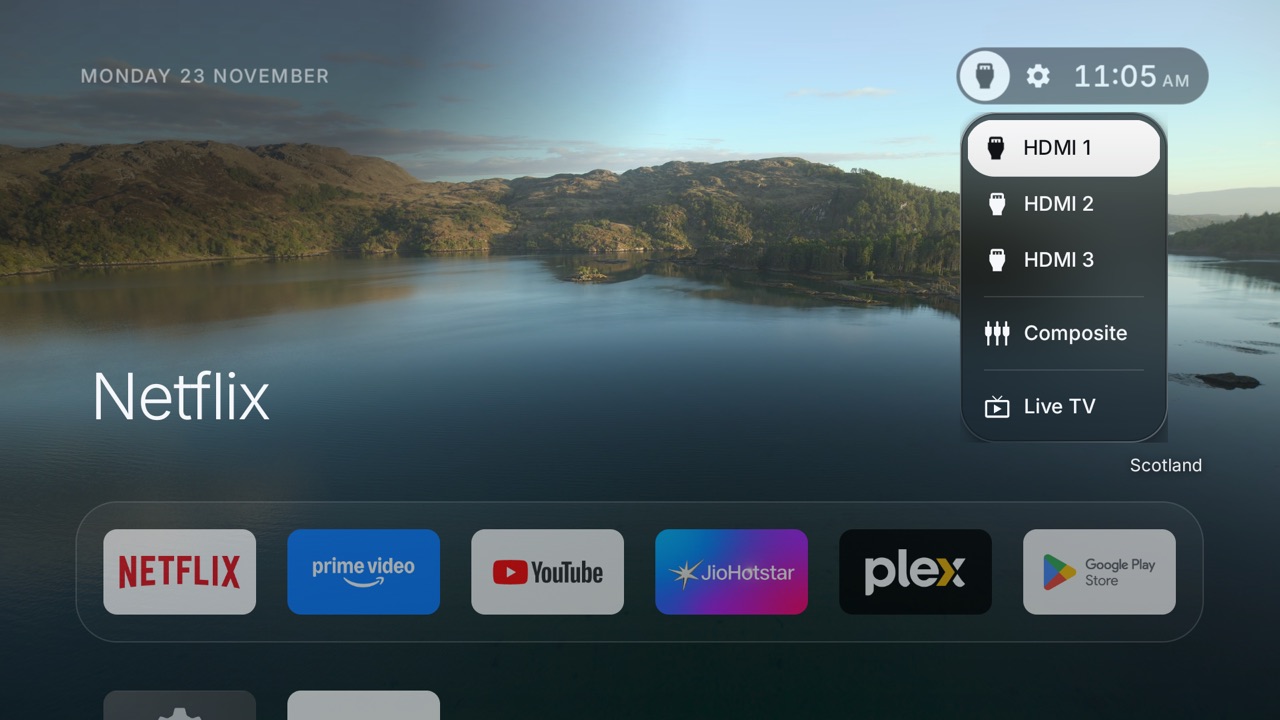 MONDAY 23 NOVEMBER
11:05 AM
HDMI 1
HDMI 2
HDMI 3
Composite
Live TV
Netflix
Scotland
NETFLIX
prime video
YouTube
JioHotstar
plex
Google Play
Store